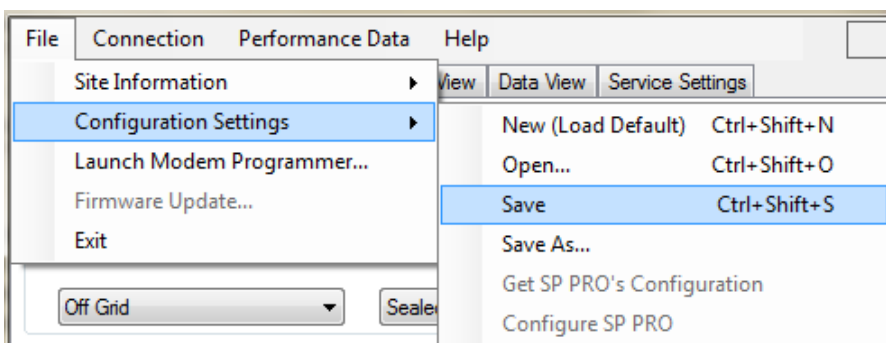 File Connection Performance Data Help
Site Information
View Data View Service Settings
Configuration Settings
New (Load Default) Ctrl+Shift+N
Launch Modem Programmer...
Open... Ctrl+Shift+O
Firmware Update...
Save Ctrl+Shift+S
Exit
Save As...
Get SP PRO's Configuration
Off Grid
Configure SP PRO